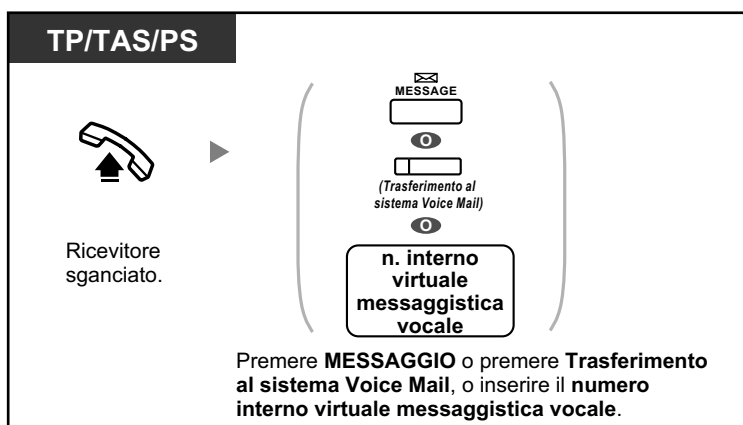 TP/TAS/PS
MESSAGE
O
(Trasferimento al
sistema Voice Mail)
O
n. interno
virtuale
messaggistica
vocale
Ricevitore
sganciato.
Premere MESSAGGIO o premere Trasferimento
al sistema Voice Mail, o inserire il numero
interno virtuale messaggistica vocale.